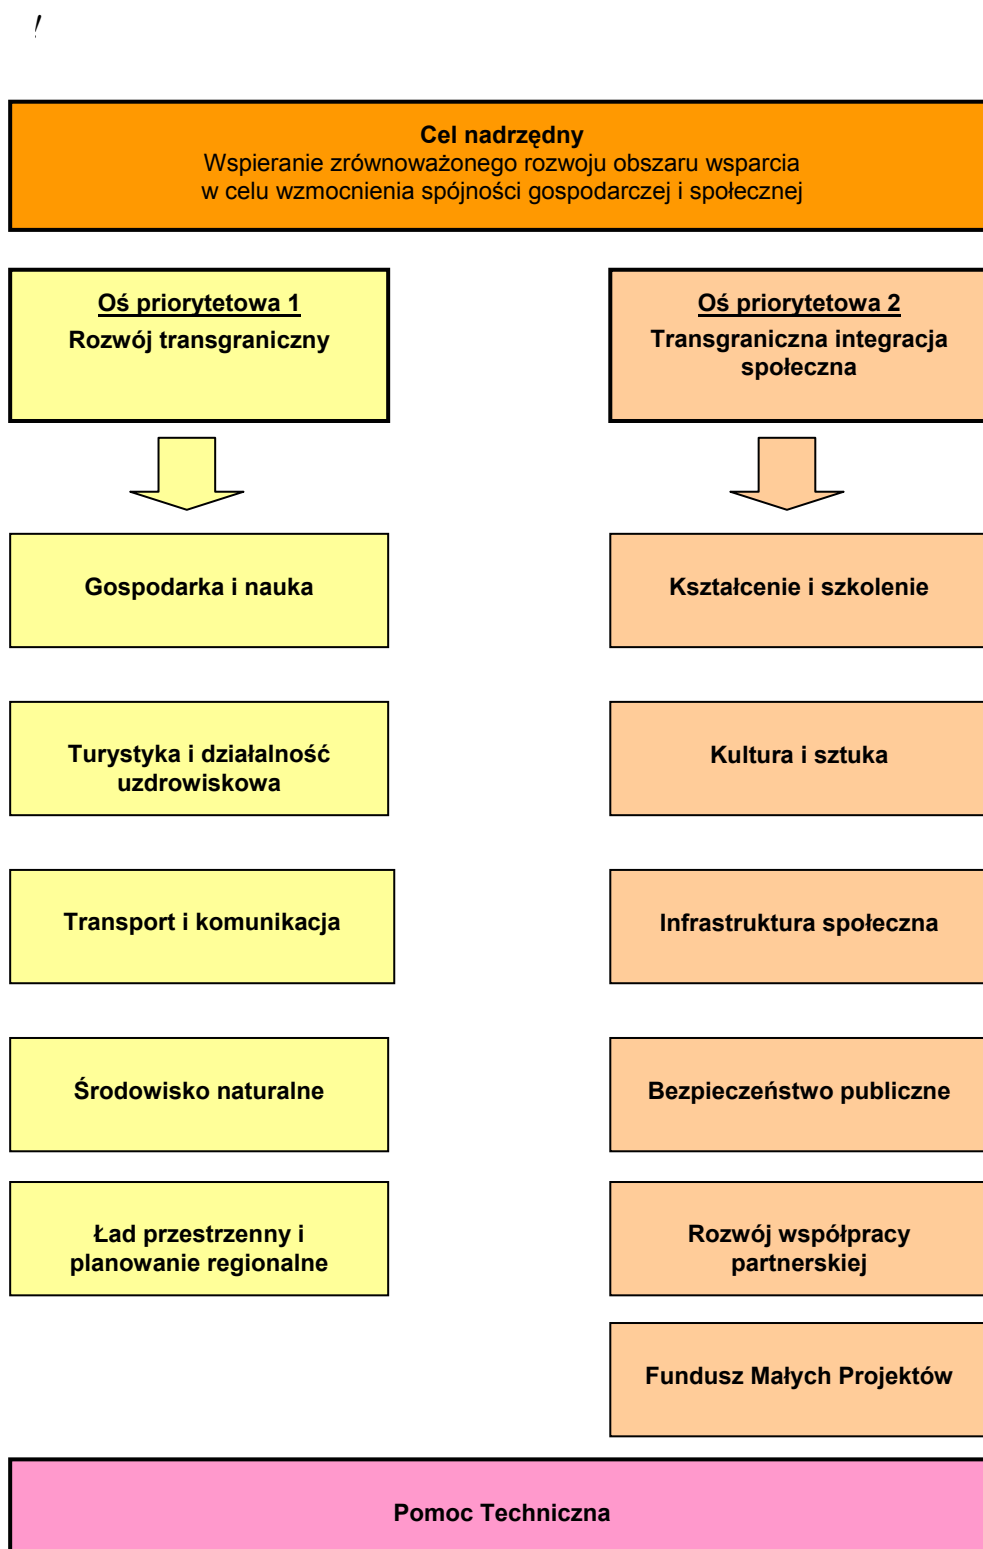 Cel nadrzędny
Wspieranie zrównoważonego rozwoju obszaru wsparcia
w celu wzmocnienia spójności gospodarczej i społecznej
Oś priorytetowa 1
Rozwój transgraniczny
Oś priorytetowa 2
Transgraniczna integracja
społeczna
Gospodarka i nauka
Kształcenie i szkolenie
Turystyka i działalność
uzdrowiskowa
Kultura i sztuka
Transport i komunikacja
Infrastruktura społeczna
Środowisko naturalne
Bezpieczeństwo publiczne
Ład przestrzenny i
planowanie regionalne
Rozwój współpracy
partnerskiej
Fundusz Małych Projektów
Pomoc Techniczna